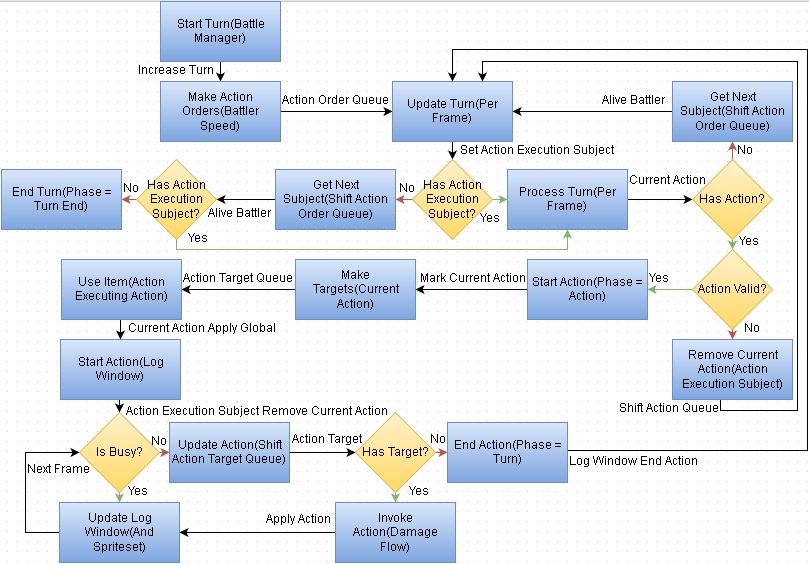 Start Turn(Battle
Manager)
Increase Turn
Make Action
Orders(Battler
Speed)
Action Order Queue
Update Turn(Per
Frame)
Alive Battler
Get Next
Subject(Shift Action
Order Queue)
Set Action Execution Subject
No
End Turn(Phase =
Turn End)
No
Has Action
Execution
Subject?
Alive Battler
Get Next
Subject(Shift Action
Order Queue)
No
Has Action
Execution
Subject?
Yes
Process Turn(Per
Frame)
Current Action
Has Action?
Yes
Yes
Use Item(Action
Executing Action)
Action Target Queue
Make
Targets(Current
Action)
Mark Current Action
Start Action(Phase =
Action)
Yes
Action Valid?
No
Current Action Apply Global
Start Action(Log
Window)
Remove Current
Action(Action
Execution Subject)
Shift Action Queue
Action Execution Subject Remove Current Action
Is Busy?
No
Update Action(Shift
Action Target Queue)
Action Target
Has Target?
No
End Action(Phase =
Turn)
Log Window End Action
Next Frame
Yes
Yes
Update Log
Window(And
Spriteset)
Apply Action
Invoke
Action(Damage
Flow)